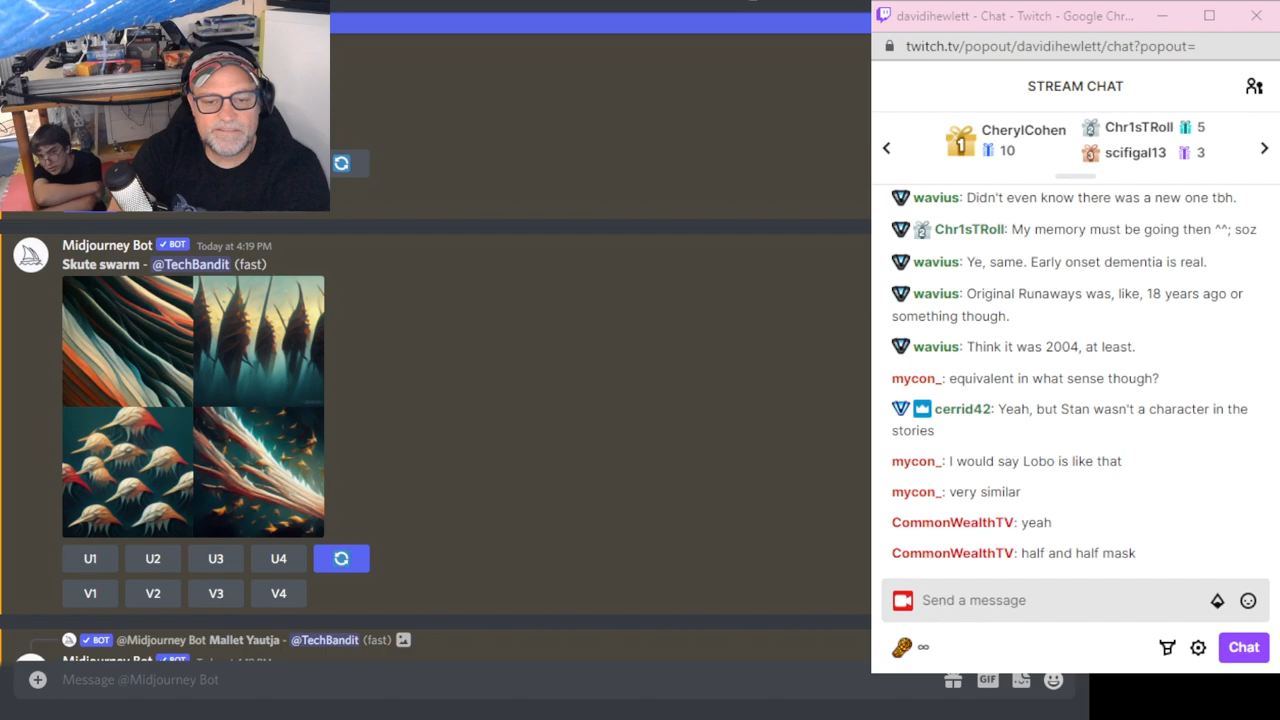 Midjourney Bot ✓ BOT Today at 4:19 PM
Skute swarm - @TechBandit (fast)
U1 U2 U3 U4
V1 V2 V3 V4
BOT @Midjourney Bot Mallet Yautja - @TechBandit (fast)
Message @Midjourney Bot
GIF
davidihewlett - Chat - Twitch - Google Chr...
twitch.tv/popout/davidihewlett/chat?popout=
STREAM CHAT
1 CherylCohen
10
2 Chr1sTRoll 5
3 scifigal13 3
wavius: Didn't even know there was a new one tbh.
2 Chr1sTRoll: My memory must be going then ^^; soz
wavius: Ye, same. Early onset dementia is real.
wavius: Original Runaways was, like, 18 years ago or
something though.
wavius: Think it was 2004, at least.
mycon_: equivalent in what sense though?
cerrid42: Yeah, but Stan wasn't a character in the
stories
mycon_: I would say Lobo is like that
mycon_: very similar
CommonWealthTV: yeah
CommonWealthTV: half and half mask
Send a message
∞
Chat